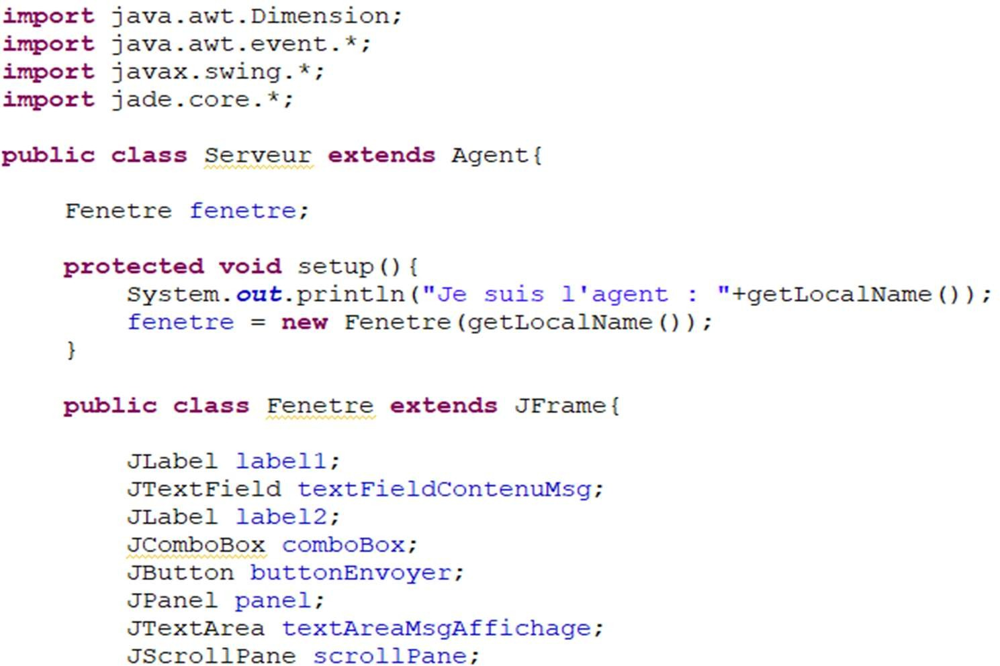 import java.awt.Dimension;
import java.awt.event.*;
import javax.swing.*;
import jade.core.*;
public class Serveur extends Agent{
Fenetre fenetre;
protected void setup(){
System.out.println("Je suis l'agent : "+getLocalName());
fenetre = new Fenetre(getLocalName());
}
public class Fenetre extends JFrame{
JLabel label1;
JTextField textFieldContenuMsg;
JLabel label2;
JComboBox comboBox;
JButton buttonEnvoyer;
JPanel panel;
JTextArea textAreaMsgAffichage;
JScrollPane scrollPane;